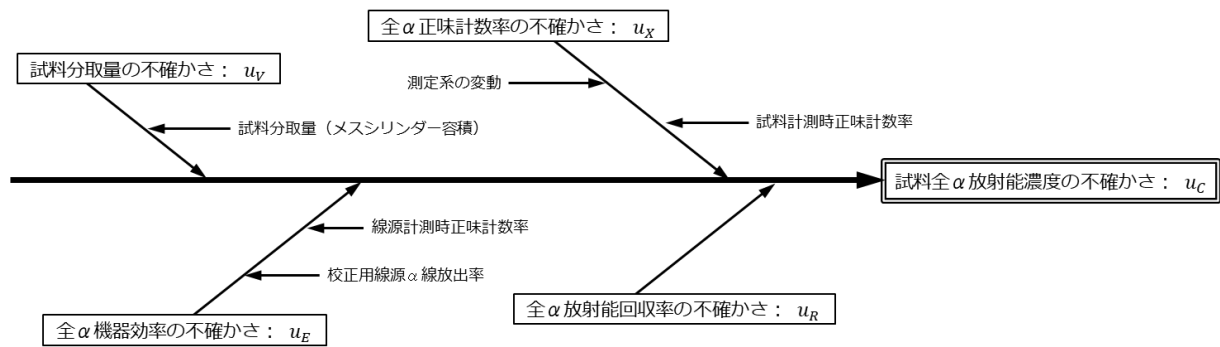 全α正味計数率の不確かさ： u_X
試料分取量の不確かさ： u_V
測定系の変動
試料分取量（メスシリンダー容積）
試料計測時正味計数率
試料全α放射能濃度の不確かさ： u_C
線源計測時正味計数率
校正用線源α線放出率
全α放射能回収率の不確かさ： u_R
全α機器効率の不確かさ： u_E